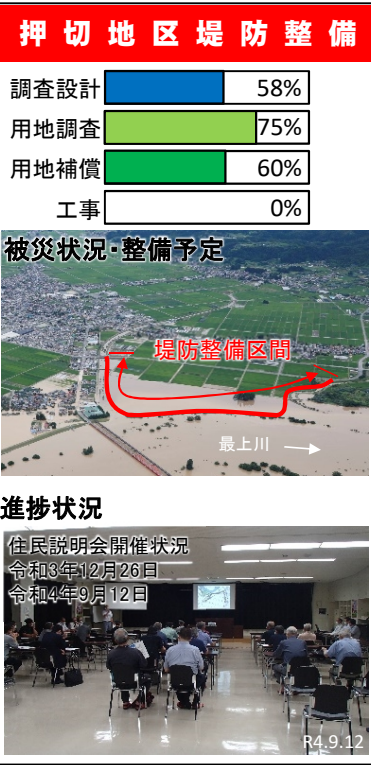 押切地区堤防整備
調査設計 58%
用地調査 75%
用地補償 60%
工事 0%
被災状況・整備予定
堤防整備区間
最上川
進捗状況
住民説明会開催状況
令和3年12月26日
令和4年9月12日
R4.9.12